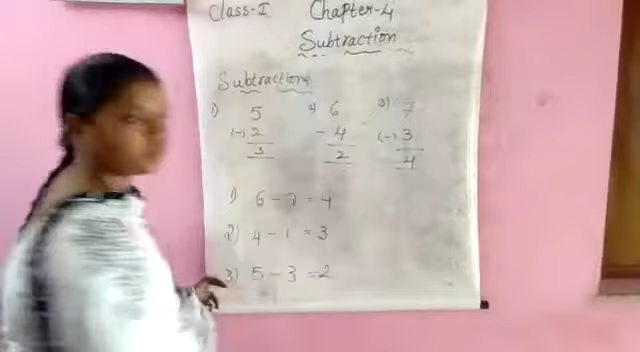 Class-I Chapter-4
Subtraction
Subtractions
1) 5 2) 6 3) 7
(-) 2 - 4 (-) 3
3 2 4
1) 6 - 2 = 4
2) 4 - 1 = 3
3) 5 - 3 = 2